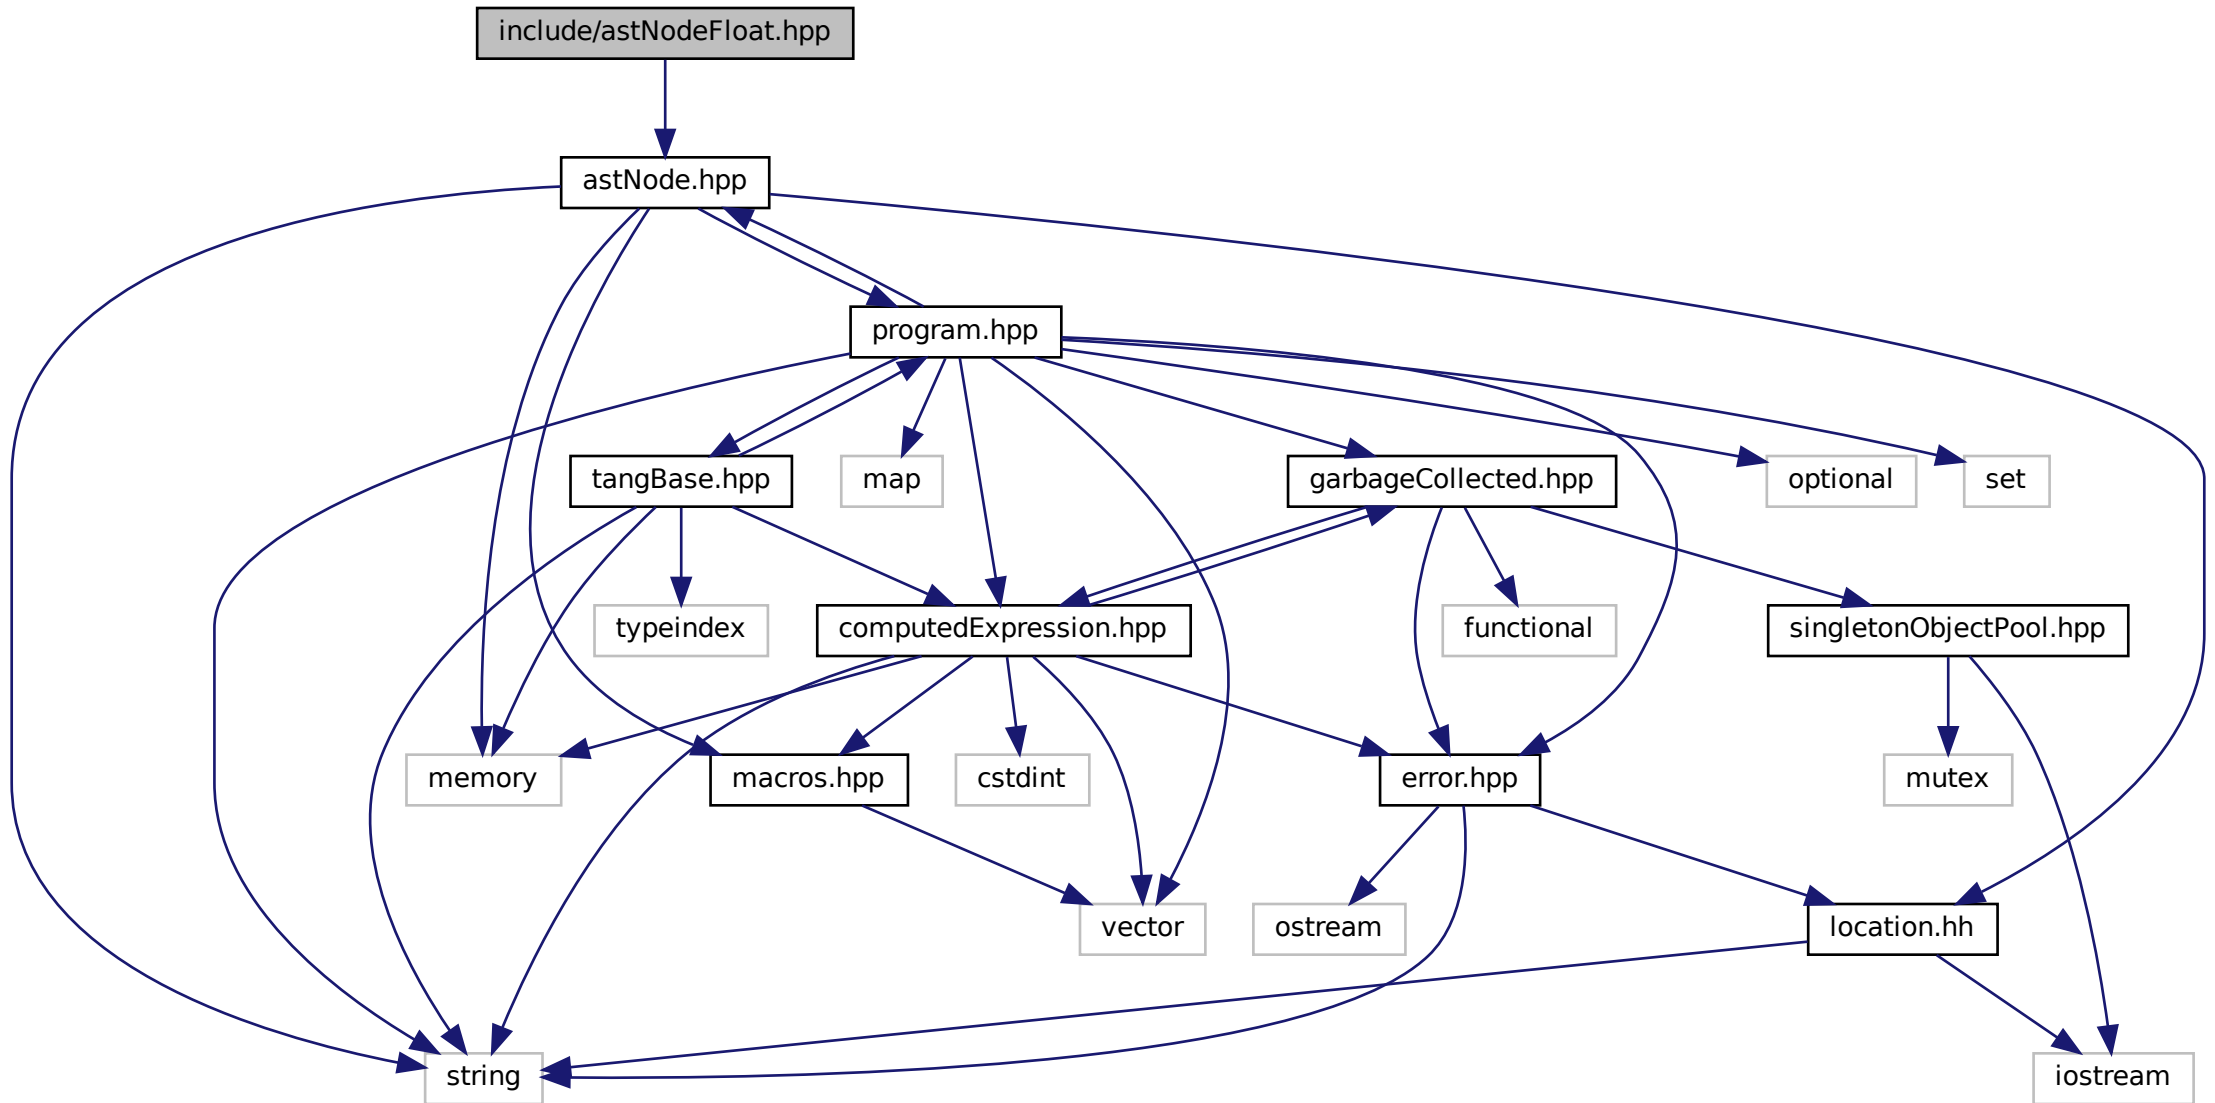 include/astNodeFloat.hpp
astNode.hpp
program.hpp
tangBase.hpp
map
garbageCollected.hpp
optional
set
typeindex
computedExpression.hpp
functional
singletonObjectPool.hpp
memory
macros.hpp
cstdint
error.hpp
mutex
vector
ostream
location.hh
string
iostream